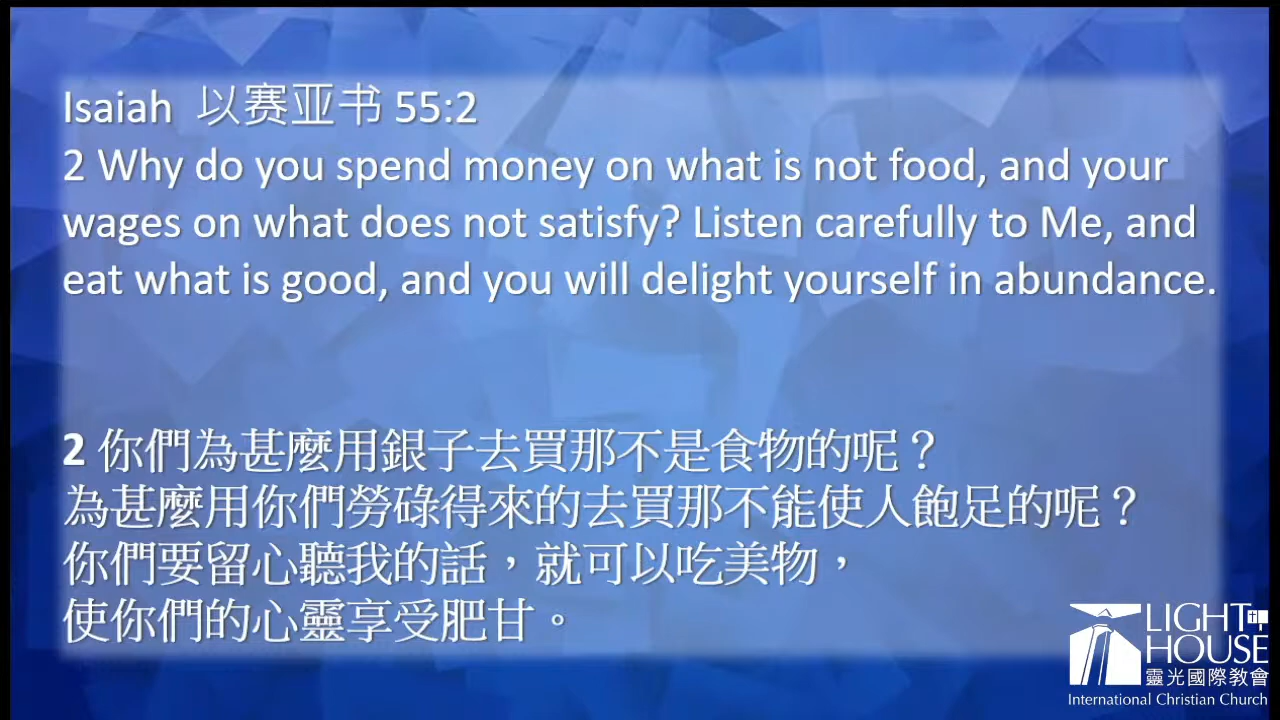 Isaiah 以赛亚书 55:2
2 Why do you spend money on what is not food, and your
wages on what does not satisfy? Listen carefully to Me, and
eat what is good, and you will delight yourself in abundance.
2 你們為甚麼用銀子去買那不是食物的呢？
為甚麼用你們勞碌得來的去買那不能使人飽足的呢？
你們要留心聽我的話，就可以吃美物，
使你們的心靈享受肥甘。
LIGHT
HOUSE
靈光國際教會
International Christian Church